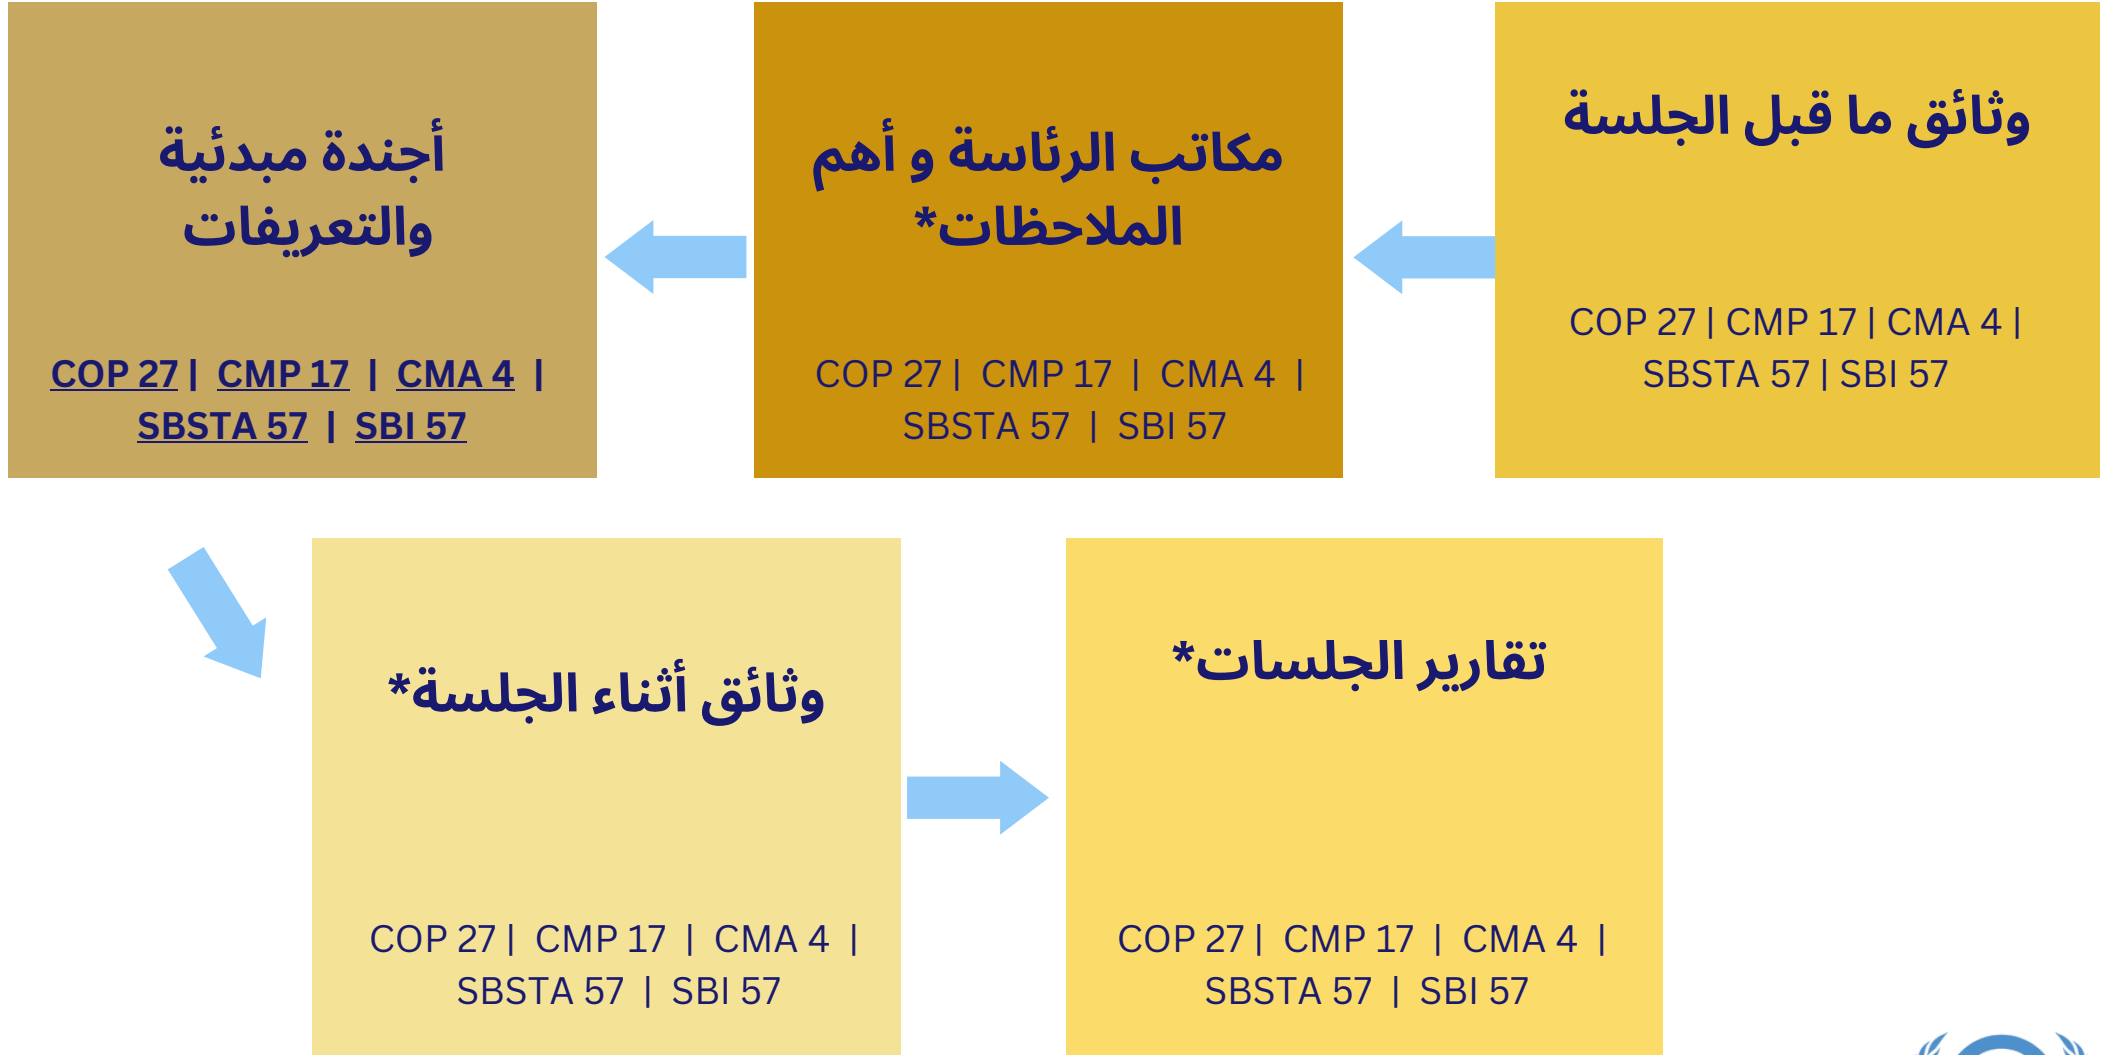 وثائق ما قبل الجلسة
COP 27 | CMP 17 | CMA 4 |
SBSTA 57 | SBI 57
مكاتب الرئاسة و أهم
الملاحظات*
COP 27 | CMP 17 | CMA 4 |
SBSTA 57 | SBI 57
أجندة مبدئية
والتعريفات
COP 27 | CMP 17 | CMA 4 |
SBSTA 57 | SBI 57
وثائق أثناء الجلسة*
COP 27 | CMP 17 | CMA 4 |
SBSTA 57 | SBI 57
تقارير الجلسات*
COP 27 | CMP 17 | CMA 4 |
SBSTA 57 | SBI 57